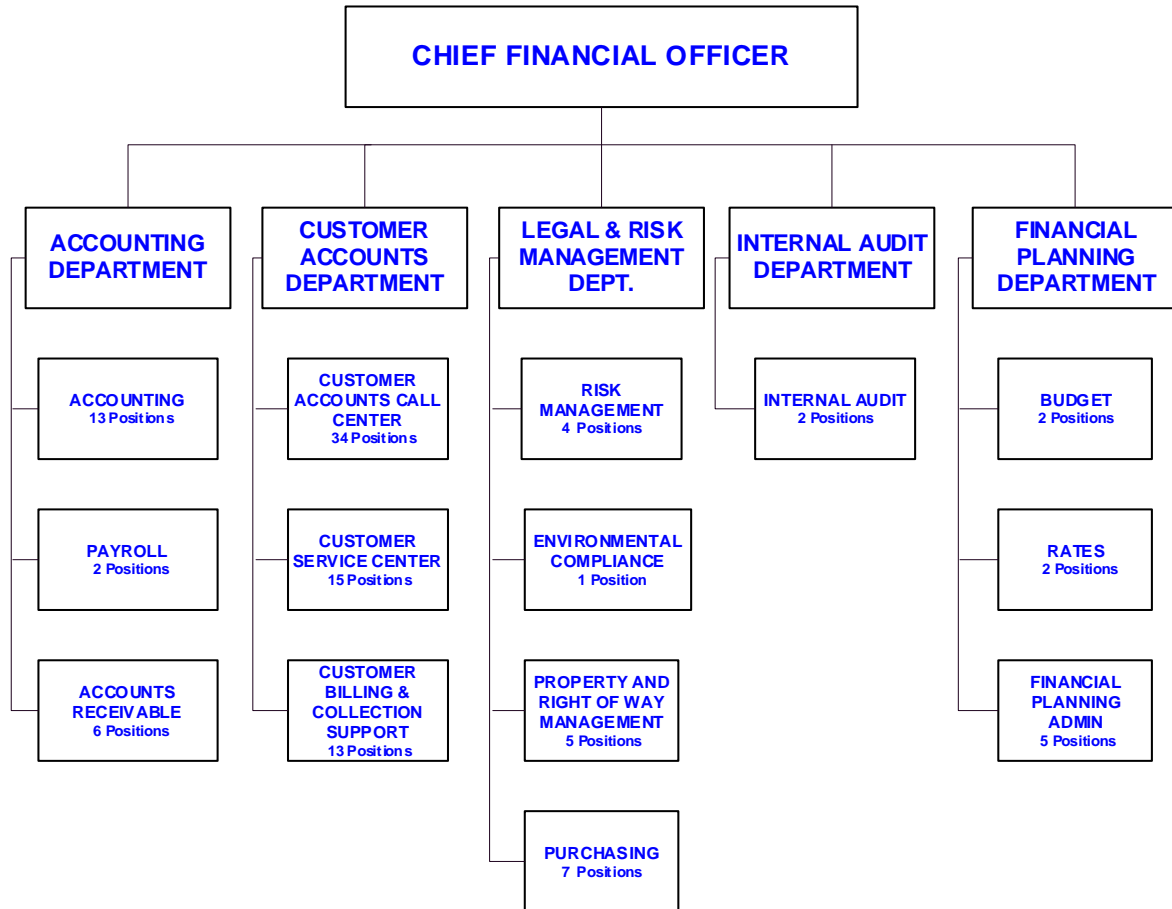 CHIEF FINANCIAL OFFICER
ACCOUNTING
DEPARTMENT
CUSTOMER
ACCOUNTS
DEPARTMENT
LEGAL & RISK
MANAGEMENT
DEPT.
INTERNAL AUDIT
DEPARTMENT
FINANCIAL
PLANNING
DEPARTMENT
ACCOUNTING
13 Positions
CUSTOMER
ACCOUNTS CALL
CENTER
34 Positions
RISK
MANAGEMENT
4 Positions
INTERNAL AUDIT
2 Positions
BUDGET
2 Positions
PAYROLL
2 Positions
CUSTOMER
SERVICE CENTER
15 Positions
ENVIRONMENTAL
COMPLIANCE
1 Position
RATES
2 Positions
ACCOUNTS
RECEIVABLE
6 Positions
CUSTOMER
BILLING &
COLLECTION
SUPPORT
13 Positions
PROPERTY AND
RIGHT OF WAY
MANAGEMENT
5 Positions
FINANCIAL
PLANNING
ADMIN
5 Positions
PURCHASING
7 Positions